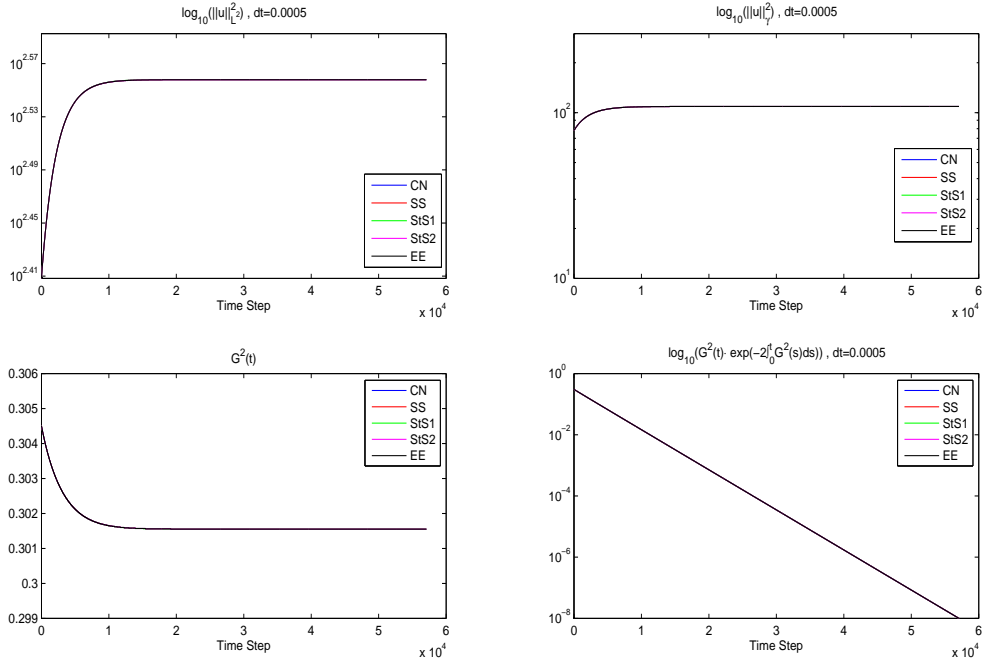 log10(||u||²L²) , dt=0.0005
10^2.57
10^2.53
10^2.49
10^2.45
10^2.41
0 1 2 3 4 5 6
x 10^4
Time Step
CN
SS
StS1
StS2
EE
log10(||u||²γ) , dt=0.0005
10^2
10^1
0 1 2 3 4 5 6
x 10^4
Time Step
CN
SS
StS1
StS2
EE
G²(t)
0.306
0.305
0.304
0.303
0.302
0.301
0.3
0.299
0 1 2 3 4 5 6
x 10^4
Time Step
CN
SS
StS1
StS2
EE
log10(G²(t)· exp(−2∫0^t G²(s)ds)) , dt=0.0005
10^0
10^−2
10^−4
10^−6
10^−8
0 1 2 3 4 5 6
x 10^4
Time Step
CN
SS
StS1
StS2
EE